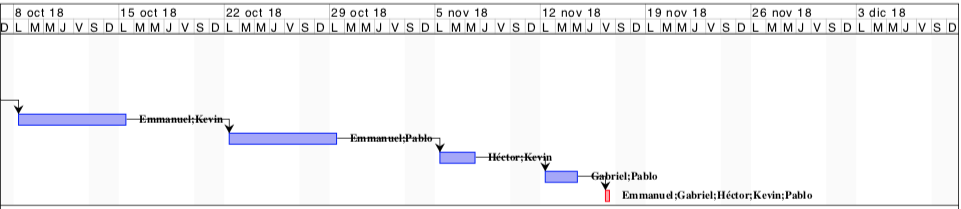 8 oct 18 15 oct 18 22 oct 18 29 oct 18 5 nov 18 12 nov 18 19 nov 18 26 nov 18 3 dic 18
D L M M J V S D L M M J V S D L M M J V S D L M M J V S D L M M J V S D L M M J V S D L M M J V S D L M M J V S D L M M J V S D
Emmanuel;Kevin
Emmanuel;Pablo
Héctor;Kevin
Gabriel;Pablo
Emmanuel;Gabriel;Héctor;Kevin;Pablo